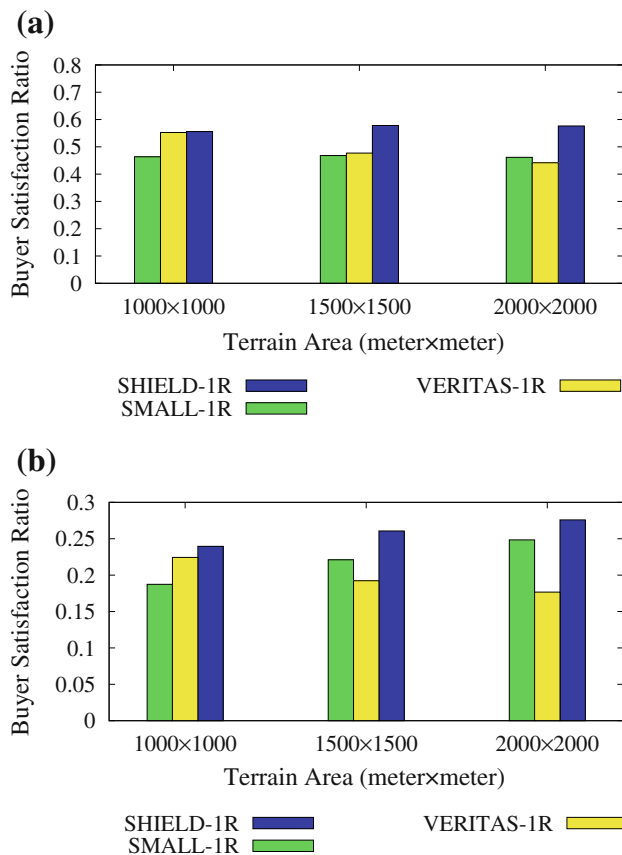 (a)
Buyer Satisfaction Ratio
0.8
0.7
0.6
0.5
0.4
0.3
0.2
0.1
0
1000×1000 1500×1500 2000×2000
Terrain Area (meter×meter)
SHIELD-1R VERITAS-1R
SMALL-1R
(b)
Buyer Satisfaction Ratio
0.3
0.25
0.2
0.15
0.1
0.05
0
1000×1000 1500×1500 2000×2000
Terrain Area (meter×meter)
SHIELD-1R VERITAS-1R
SMALL-1R